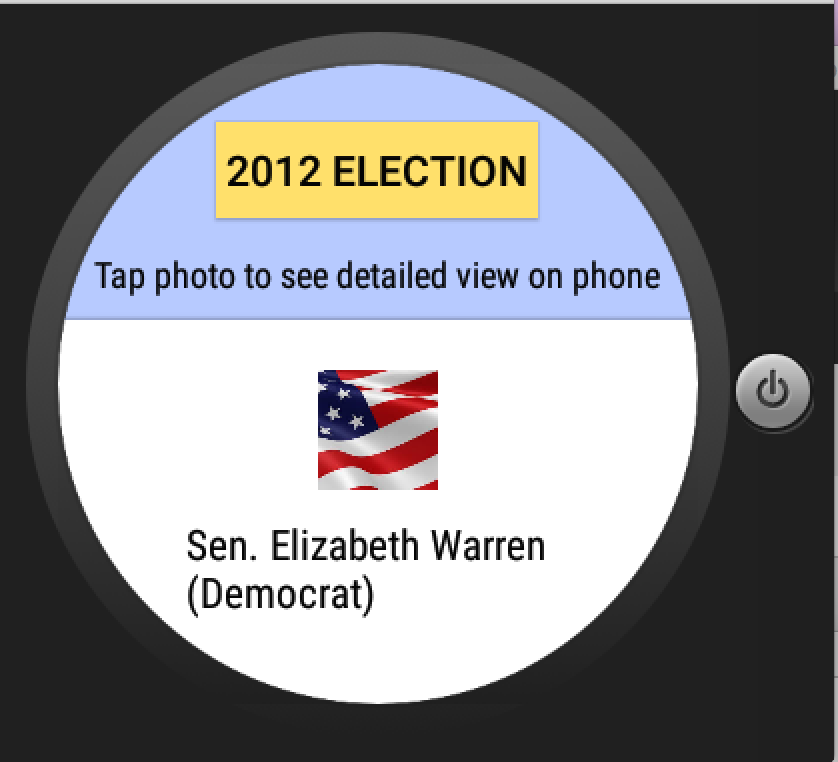 2012 ELECTION
Tap photo to see detailed view on phone
Sen. Elizabeth Warren
(Democrat)